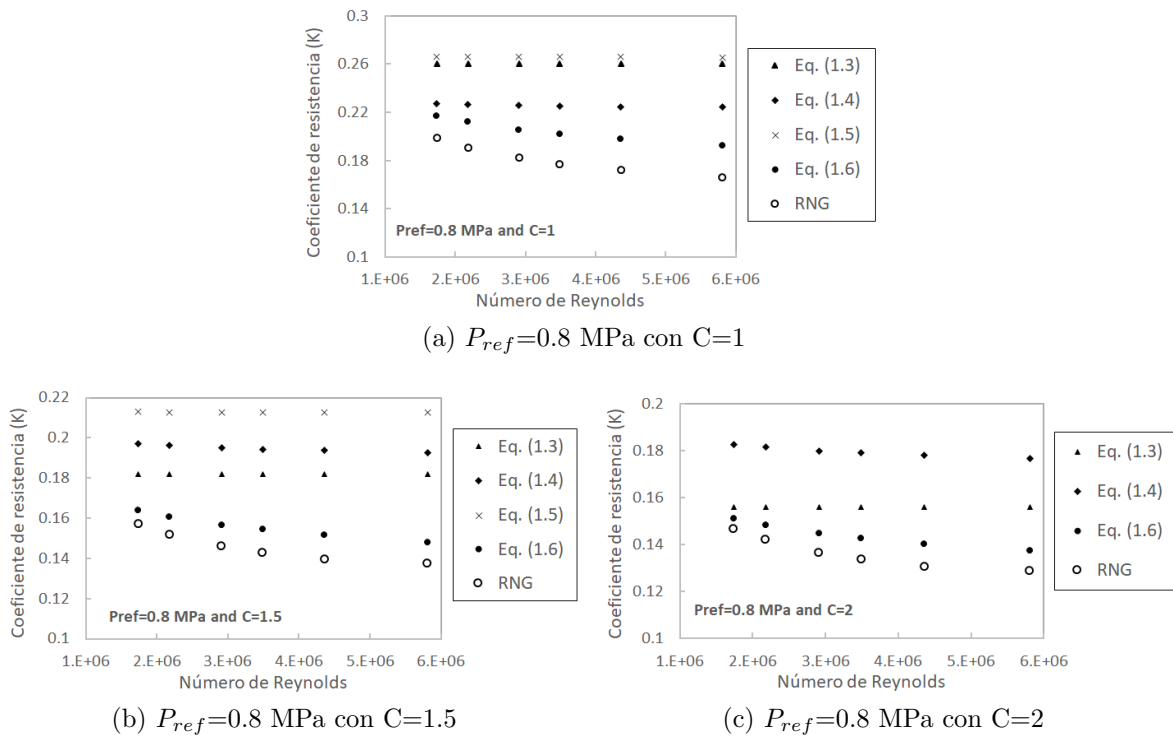 Coeficiente de resistencia (K)
0.3
0.26
0.22
0.18
0.14
0.1
Pref=0.8 MPa and C=1
1.E+06 2.E+06 3.E+06 4.E+06 5.E+06 6.E+06
Número de Reynolds
Eq. (1.3)
Eq. (1.4)
Eq. (1.5)
Eq. (1.6)
RNG
(a) P_ref=0.8 MPa con C=1
Coeficiente de resistencia (K)
0.22
0.2
0.18
0.16
0.14
0.12
0.1
Pref=0.8 MPa and C=1.5
1.E+06 2.E+06 3.E+06 4.E+06 5.E+06 6.E+06
Número de Reynolds
Eq. (1.3)
Eq. (1.4)
Eq. (1.5)
Eq. (1.6)
RNG
(b) P_ref=0.8 MPa con C=1.5
Coeficiente de resistencia (K)
0.2
0.18
0.16
0.14
0.12
0.1
Pref=0.8 MPa and C=2
1.E+06 2.E+06 3.E+06 4.E+06 5.E+06 6.E+06
Número de Reynolds
Eq. (1.3)
Eq. (1.4)
Eq. (1.6)
RNG
(c) P_ref=0.8 MPa con C=2